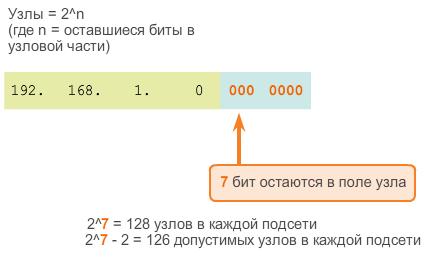 Узлы = 2^n
(где n = оставшиеся биты в
узловой части)
192. 168. 1. 0 000 0000
7 бит остаются в поле узла
2^7 = 128 узлов в каждой подсети
2^7 - 2 = 126 допустимых узлов в каждой подсети